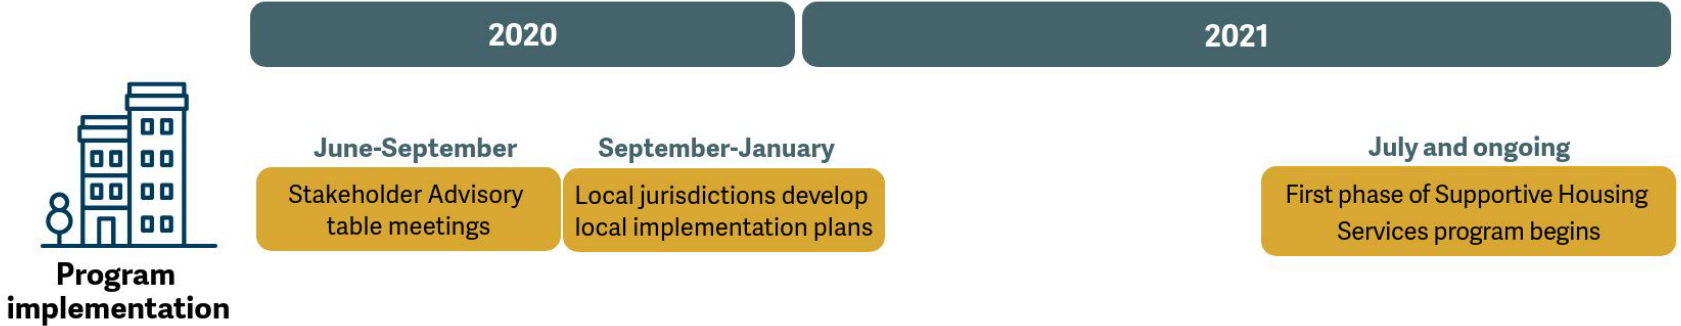 2020
2021
June-September
Stakeholder Advisory
table meetings
September-January
Local jurisdictions develop
local implementation plans
July and ongoing
First phase of Supportive Housing
Services program begins
Program
implementation